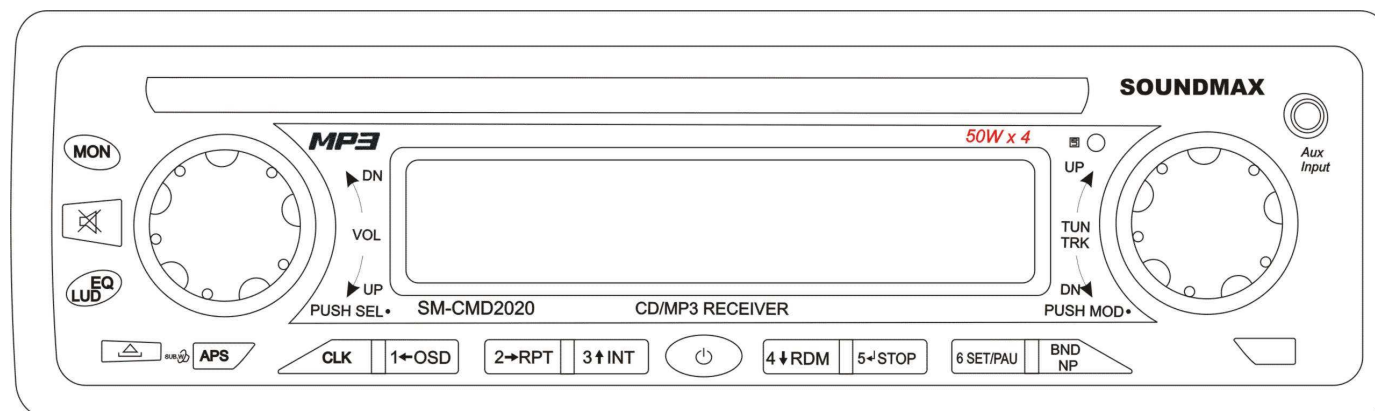 SOUNDMAX
MP3
50W x 4
MON
DN
UP
Aux
Input
VOL
TUN
TRK
EQ
LUD
UP
DN
PUSH SEL•
SM-CMD2020
CD/MP3 RECEIVER
PUSH MOD•
SUB.W
APS
CLK
1←OSD
2→RPT
3↑INT
4↓RDM
5↲STOP
6 SET/PAU
BND
NP